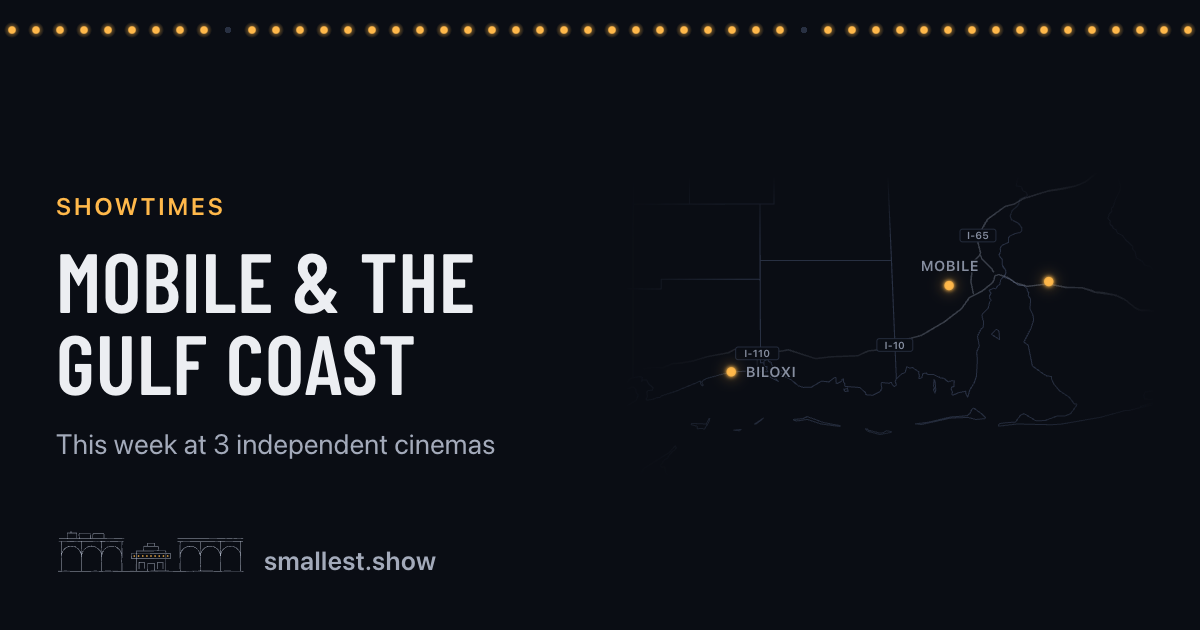 SHOWTIMES
MOBILE & THE
GULF COAST
This week at 3 independent cinemas
smallest.show
I-65
MOBILE
I-10
I-110
BILOXI